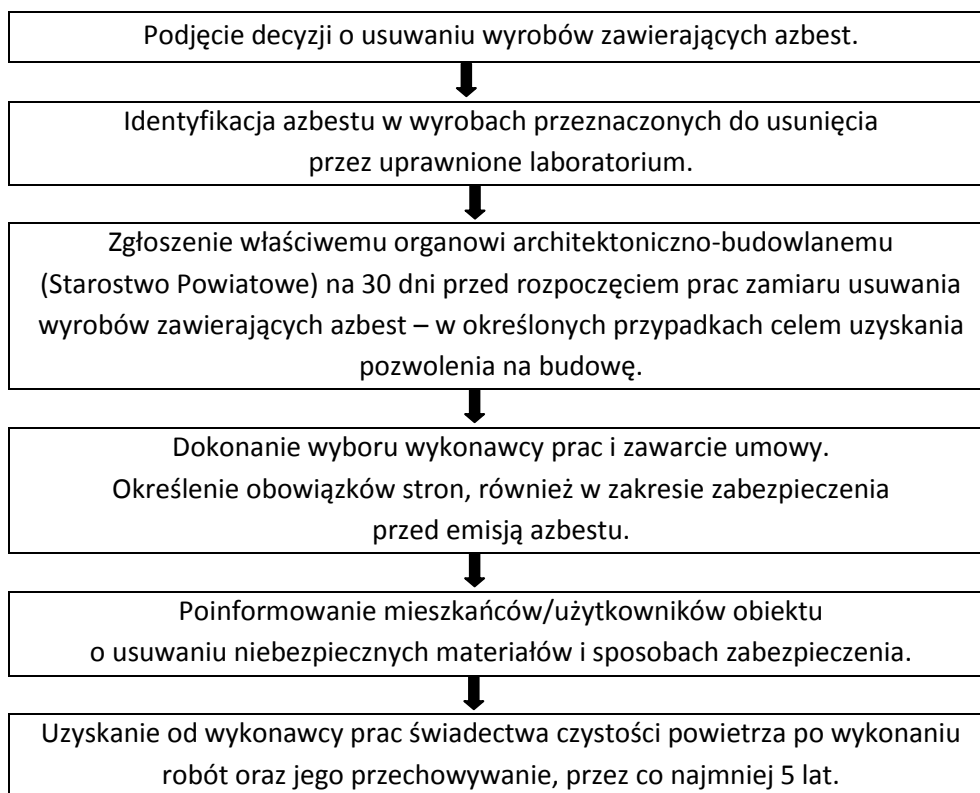 Podjęcie decyzji o usuwaniu wyrobów zawierających azbest.
Identyfikacja azbestu w wyrobach przeznaczonych do usunięcia
przez uprawnione laboratorium.
Zgłoszenie właściwemu organowi architektoniczno-budowlanemu
(Starostwo Powiatowe) na 30 dni przed rozpoczęciem prac zamiaru usuwania
wyrobów zawierających azbest – w określonych przypadkach celem uzyskania
pozwolenia na budowę.
Dokonanie wyboru wykonawcy prac i zawarcie umowy.
Określenie obowiązków stron, również w zakresie zabezpieczenia
przed emisją azbestu.
Poinformowanie mieszkańców/użytkowników obiektu
o usuwaniu niebezpiecznych materiałów i sposobach zabezpieczenia.
Uzyskanie od wykonawcy prac świadectwa czystości powietrza po wykonaniu
robót oraz jego przechowywanie, przez co najmniej 5 lat.